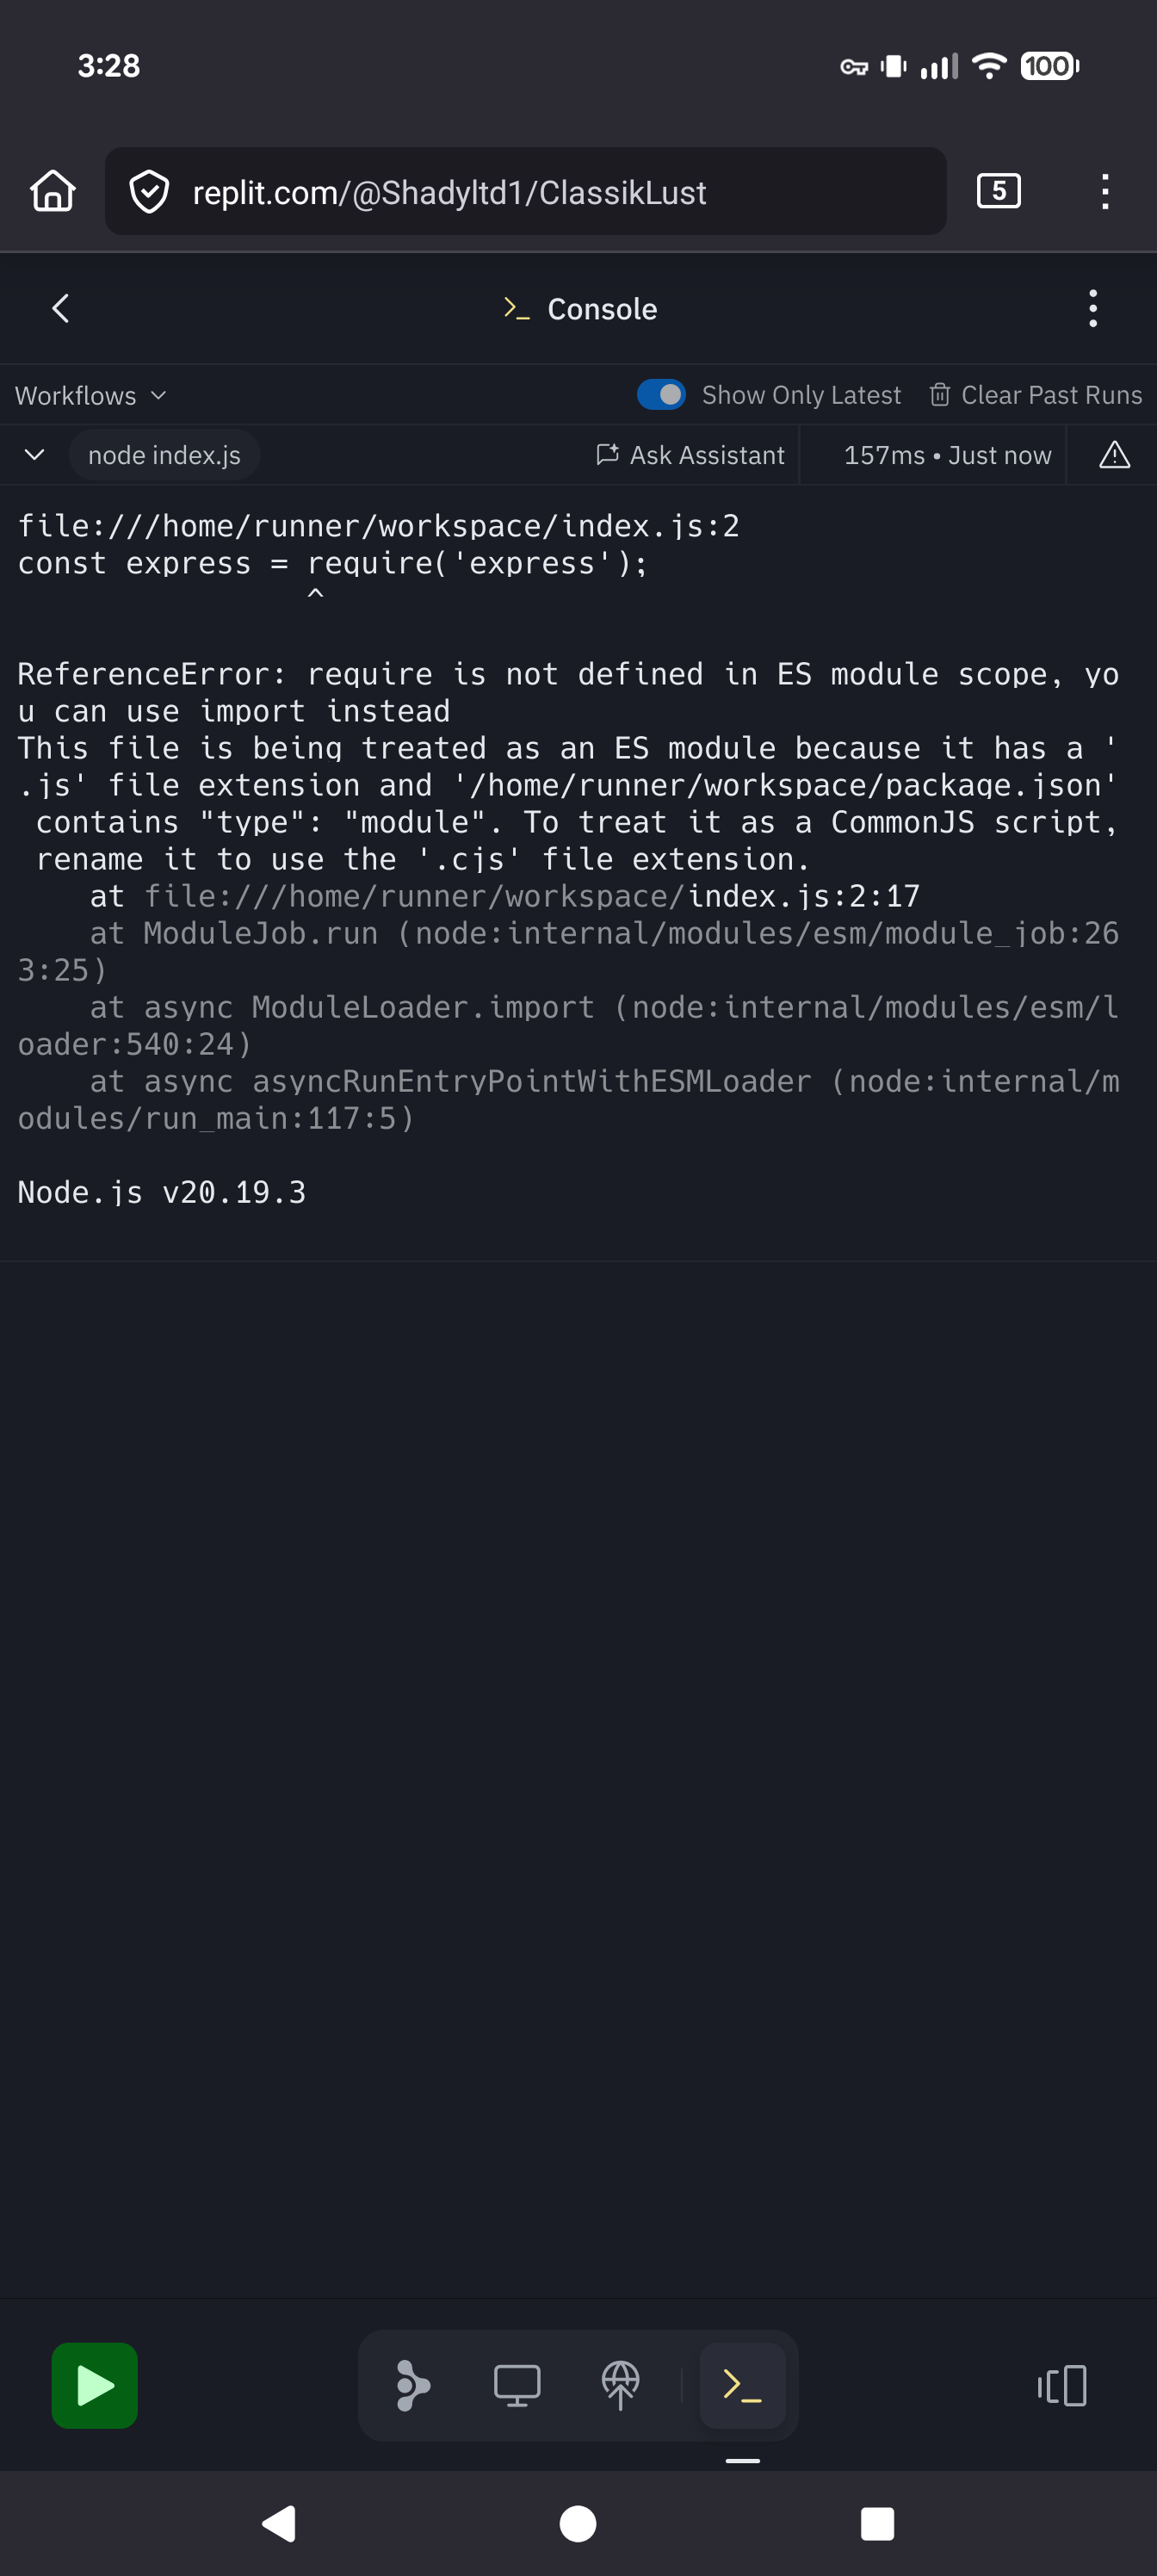 3:28
100
replit.com/@Shadyltd1/ClassikLust
5
>_ Console
Workflows
Show Only Latest
Clear Past Runs
node index.js
Ask Assistant
157ms • Just now
file:///home/runner/workspace/index.js:2
const express = require('express');
^
ReferenceError: require is not defined in ES module scope, yo
u can use import instead
This file is being treated as an ES module because it has a '
.js' file extension and '/home/runner/workspace/package.json'
contains "type": "module". To treat it as a CommonJS script,
rename it to use the '.cjs' file extension.
at file:///home/runner/workspace/index.js:2:17
at ModuleJob.run (node:internal/modules/esm/module_job:26
3:25)
at async ModuleLoader.import (node:internal/modules/esm/l
oader:540:24)
at async asyncRunEntryPointWithESMLoader (node:internal/m
odules/run_main:117:5)
Node.js v20.19.3